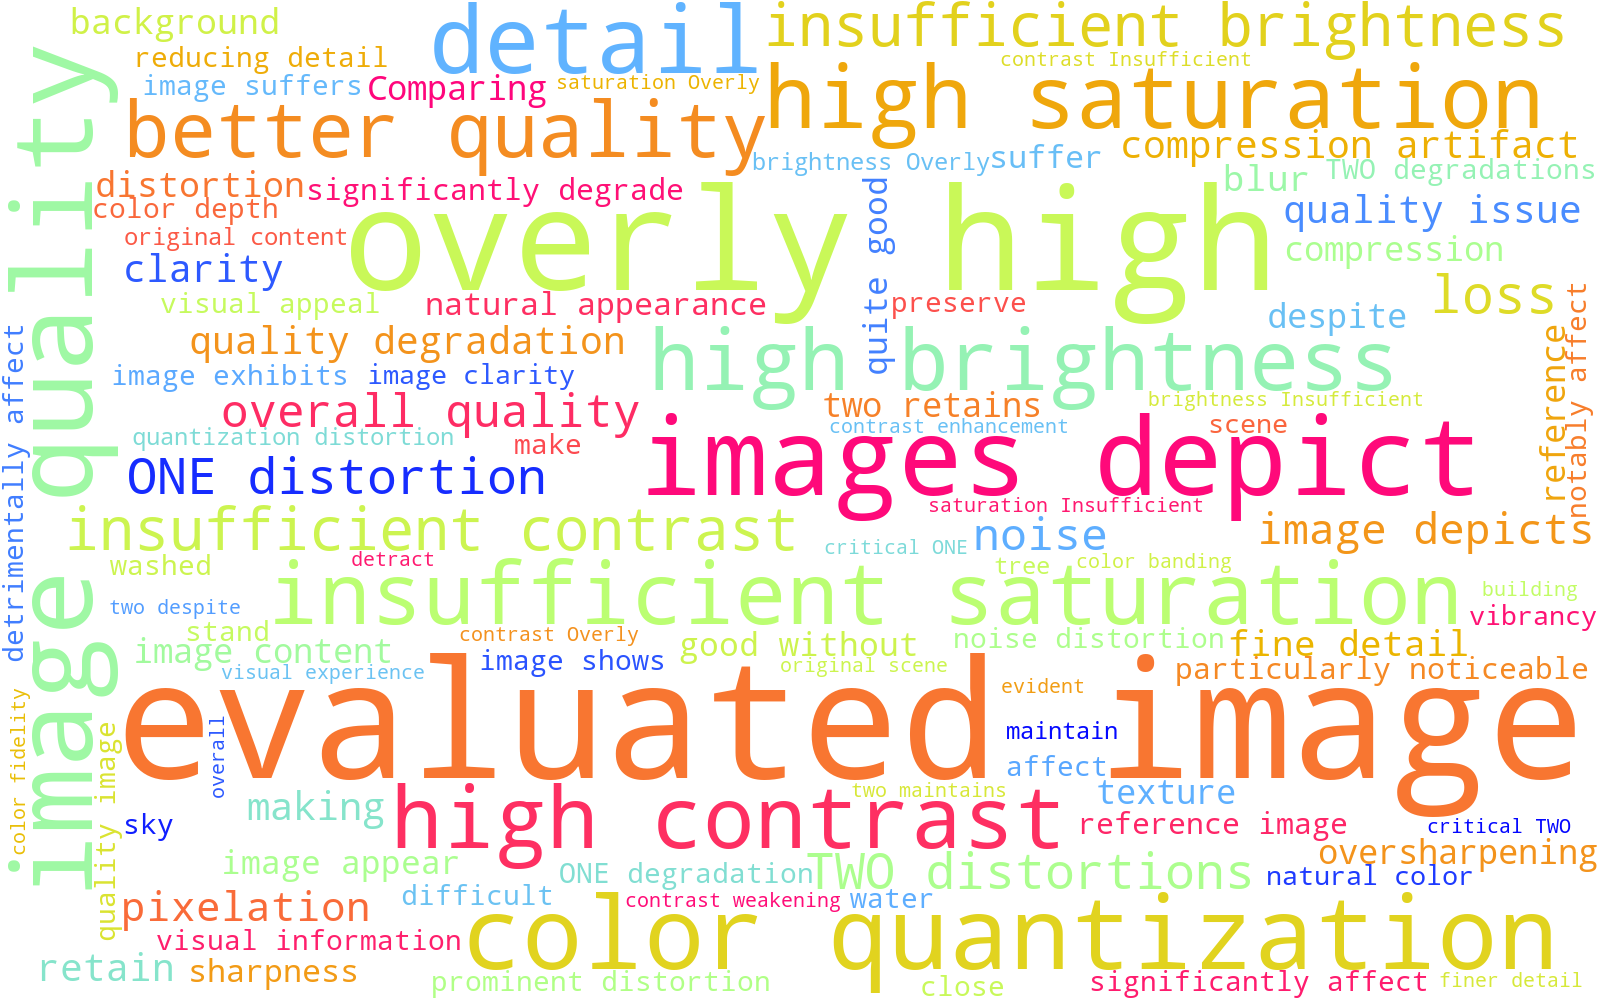 background
detail
insufficient brightness
reducing detail
contrast Insufficient
image suffers
Comparing
saturation Overly
high saturation
better quality
compression artifact
brightness Overly
suffer
TWO degradations
distortion
significantly degrade
blur
color depth
quality issue
original content
overly high
quite good
compression
clarity
visual appeal
natural appearance
preserve
loss
despite
quality degradation
high brightness
reference
notably affect
image exhibits
image clarity
overall quality
two retains
brightness Insufficient
quantization distortion
contrast enhancement
scene
make
images depict
ONE distortion
saturation Insufficient
image quality
detrimentally affect
insufficient contrast
noise
image depicts
critical ONE
detract
washed
tree
color banding
insufficient saturation
two despite
building
vibrancy
stand
contrast Overly
good without
noise distortion
fine detail
image content
image shows
original scene
visual experience
particularly noticeable
evaluated image
evident
color fidelity
quality image
overall
maintain
affect
making
high contrast
two maintains
texture
sky
reference image
critical TWO
image appear
ONE degradation
TWO distortions
oversharpening
natural color
difficult
contrast weakening
water
pixelation
color quantization
visual information
retain
sharpness
prominent distortion
close
significantly affect
finer detail